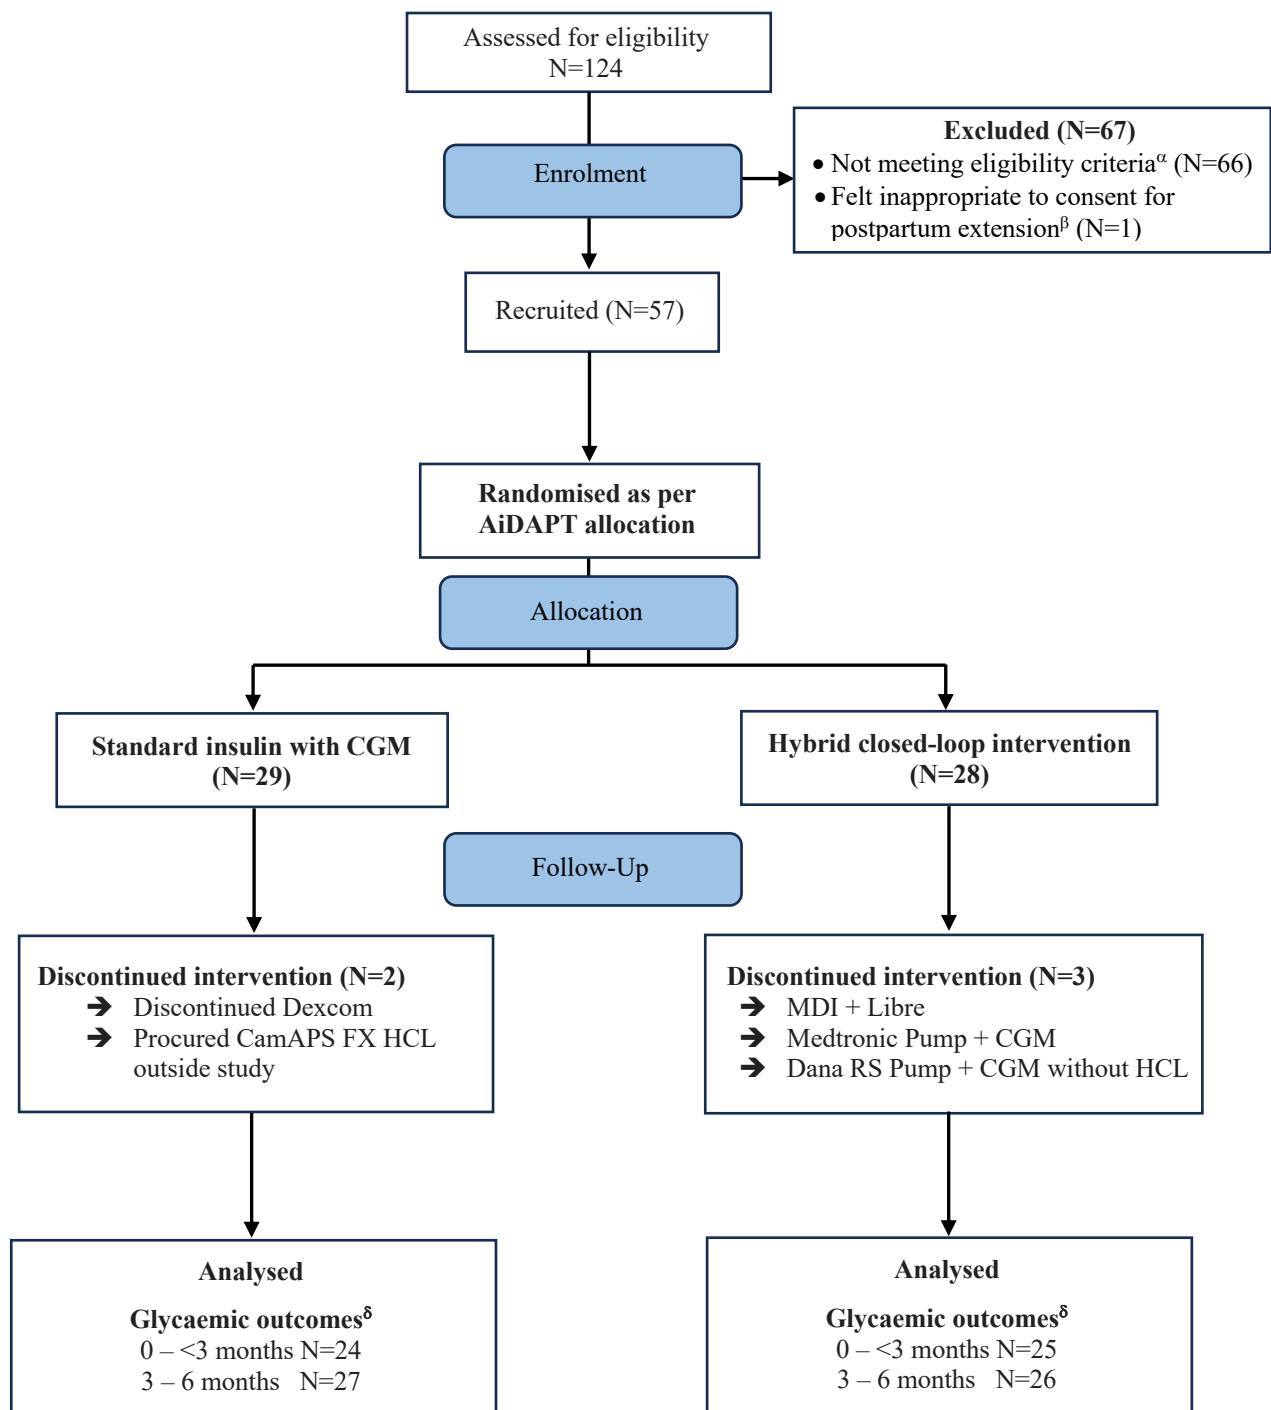 Assessed for eligibility
N=124
Excluded (N=67)
• Not meeting eligibility criteriaᵅ (N=66)
• Felt inappropriate to consent for
postpartum extensionᵝ (N=1)
Enrolment
Recruited (N=57)
Randomised as per
AiDAPT allocation
Allocation
Standard insulin with CGM
(N=29)
Hybrid closed-loop intervention
(N=28)
Follow-Up
Discontinued intervention (N=2)
➔ Discontinued Dexcom
➔ Procured CamAPS FX HCL
outside study
Discontinued intervention (N=3)
➔ MDI + Libre
➔ Medtronic Pump + CGM
➔ Dana RS Pump + CGM without HCL
Analysed
Glycaemic outcomesᵟ
0 – <3 months N=24
3 – 6 months N=27
Analysed
Glycaemic outcomesᵟ
0 – <3 months N=25
3 – 6 months N=26